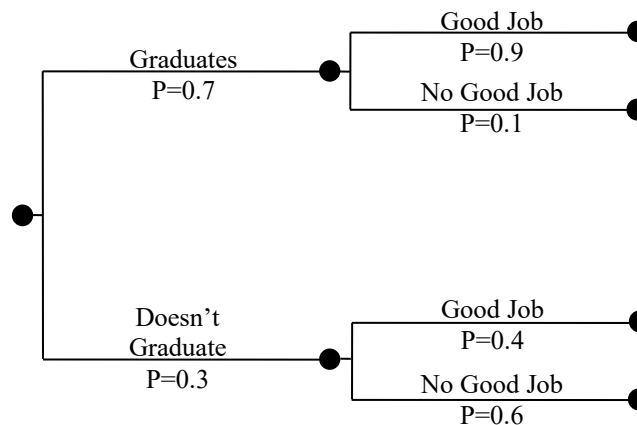 Good Job
P=0.9
Graduates
P=0.7
No Good Job
P=0.1
Good Job
P=0.4
Doesn’t
Graduate
P=0.3
No Good Job
P=0.6